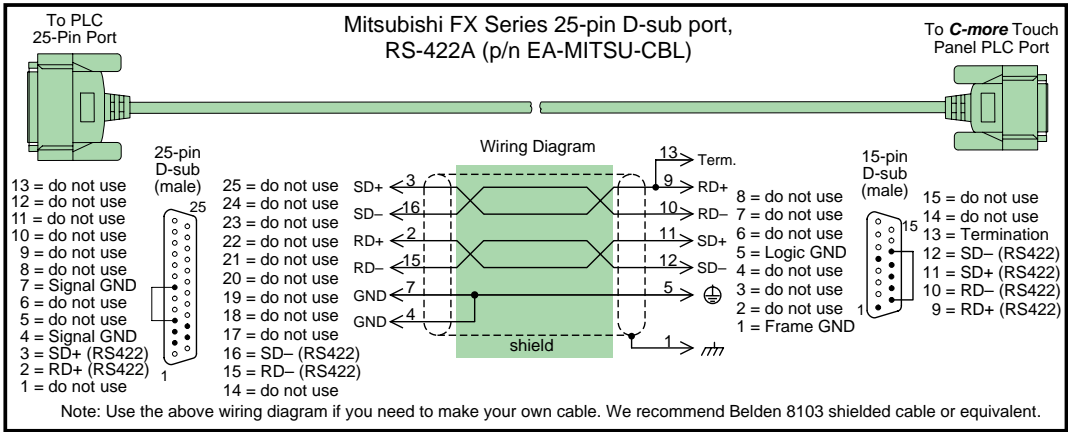 To PLC
25-Pin Port
Mitsubishi FX Series 25-pin D-sub port,
RS-422A (p/n EA-MITSU-CBL)
To C-more Touch
Panel PLC Port
25-pin
D-sub
(male)
13 = do not use
12 = do not use
11 = do not use
10 = do not use
9 = do not use
8 = do not use
7 = Signal GND
6 = do not use
5 = do not use
4 = Signal GND
3 = SD+ (RS422)
2 = RD+ (RS422)
1 = do not use
25
1
25 = do not use
24 = do not use
23 = do not use
22 = do not use
21 = do not use
20 = do not use
19 = do not use
18 = do not use
17 = do not use
16 = SD– (RS422)
15 = RD– (RS422)
14 = do not use
Wiring Diagram
13 Term.
SD+ 3 9 RD+
SD– 16 10 RD–
RD+ 2 11 SD+
RD– 15 12 SD–
GND 7 5
GND 4
shield
1
8 = do not use
7 = do not use
6 = do not use
5 = Logic GND
4 = do not use
3 = do not use
2 = do not use
1 = Frame GND
15-pin
D-sub
(male)
15
1
15 = do not use
14 = do not use
13 = Termination
12 = SD– (RS422)
11 = SD+ (RS422)
10 = RD– (RS422)
9 = RD+ (RS422)
Note: Use the above wiring diagram if you need to make your own cable. We recommend Belden 8103 shielded cable or equivalent.